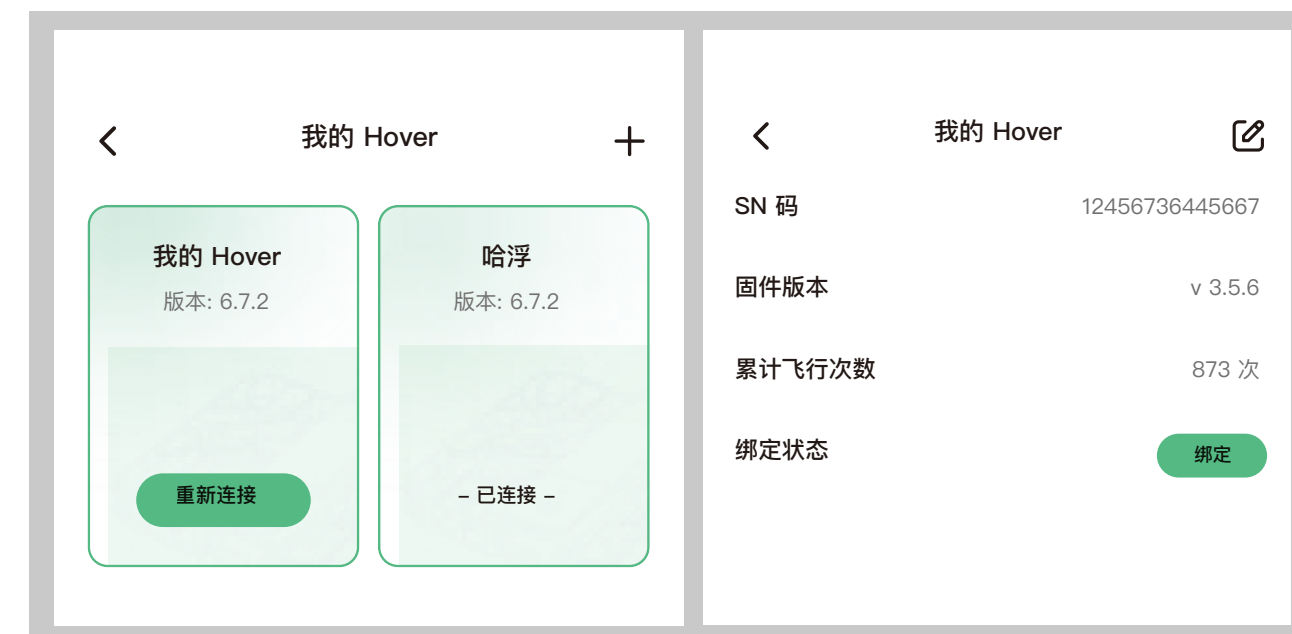 我的 Hover
我的 Hover
版本: 6.7.2
重新连接
哈浮
版本: 6.7.2
– 已连接 –
我的 Hover
SN 码 12456736445667
固件版本 v 3.5.6
累计飞行次数 873 次
绑定状态 绑定